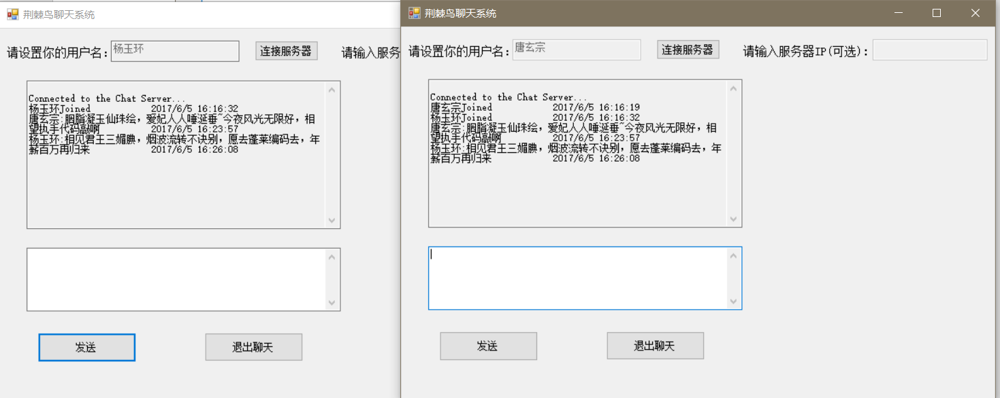 荆棘鸟聊天系统
请设置你的用户名: 杨玉环 连接服务器 请输入服务
Connected to the Chat Server...
杨玉环Joined 2017/6/5 16:16:32
唐玄宗:胭脂凝玉仙珠绘，爱妃人人唾涎垂~今夜风光无限好，相
望执手代码敲啊 2017/6/5 16:23:57
杨玉环:相见君王三媚腆，烟波流转不诀别，愿去蓬莱编码去，年
薪百万再归来 2017/6/5 16:26:08
发送 退出聊天
荆棘鸟聊天系统
请设置你的用户名: 唐玄宗 连接服务器 请输入服务器IP(可选):
Connected to the Chat Server...
唐玄宗Joined 2017/6/5 16:16:19
杨玉环Joined 2017/6/5 16:16:32
唐玄宗:胭脂凝玉仙珠绘，爱妃人人唾涎垂~今夜风光无限好，相
望执手代码敲啊 2017/6/5 16:23:57
杨玉环:相见君王三媚腆，烟波流转不诀别，愿去蓬莱编码去，年
薪百万再归来 2017/6/5 16:26:08
发送 退出聊天